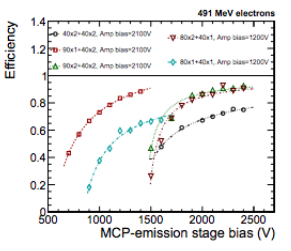 491 MeV electrons
Efficiency
1.4
1.2
1
0.8
0.6
0.4
0.2
0
40x2+40x2, Amp bias=2100V
90x1+40x2, Amp bias=2100V
90x2+40x2, Amp bias=2100V
80x2+40x1, Amp bias=1200V
80x1+40x1, Amp bias=1200V
500 1000 1500 2000 2500
MCP-emission stage bias (V)